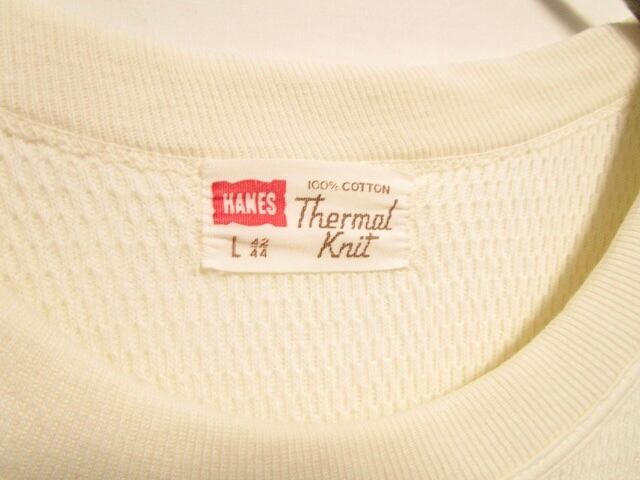 HANES
100% COTTON
Thermal
Knit
L 42
44